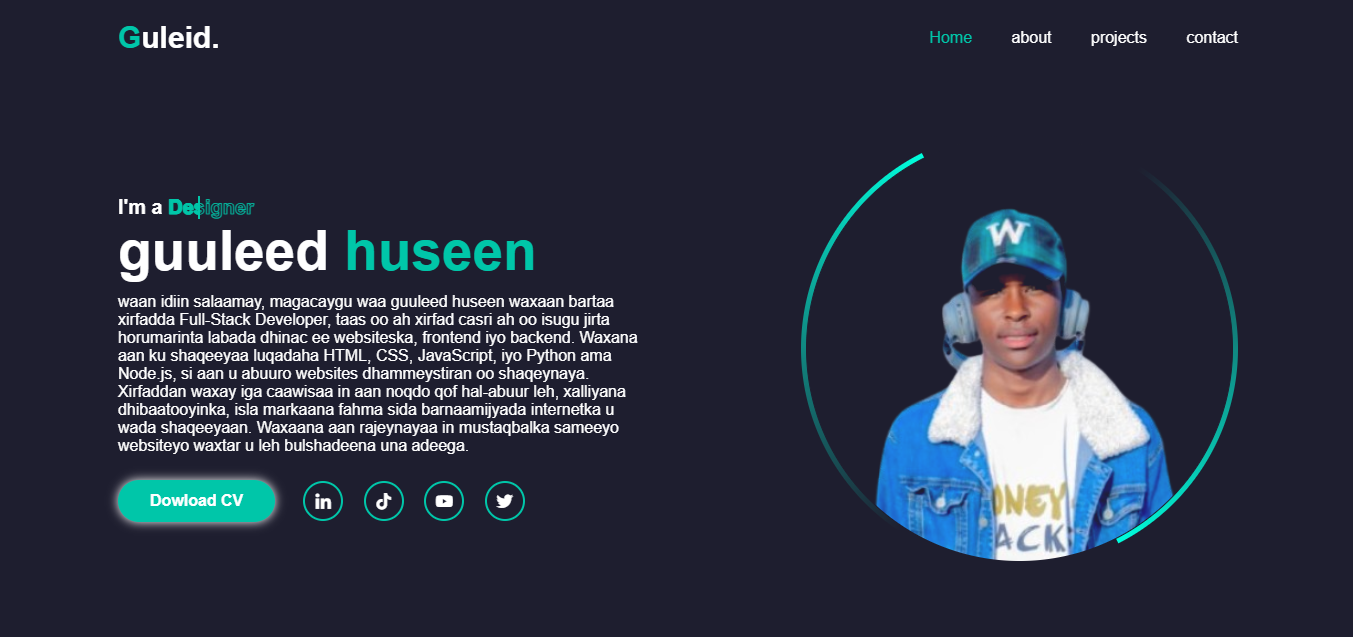 Guleid.
Home about projects contact
I'm a Designer
guuleed huseen
waan idiin salaamay, magacaygu waa guuleed huseen waxaan bartaa
xirfadda Full-Stack Developer, taas oo ah xirfad casri ah oo isugu jirta
horumarinta labada dhinac ee websiteska, frontend iyo backend. Waxana
aan ku shaqeeyaa luqadaha HTML, CSS, JavaScript, iyo Python ama
Node.js, si aan u abuuro websites dhammeystiran oo shaqeynaya.
Xirfaddan waxay iga caawisaa in aan noqdo qof hal-abuur leh, xalliyana
dhibaatooyinka, isla markaana fahma sida barnaamijyada internetka u
wada shaqeeyaan. Waxaana aan rajeynayaa in mustaqbalka sameeyo
websiteyo waxtar u leh bulshadeena una adeega.
Dowload CV
in
W
ONEY
ACK